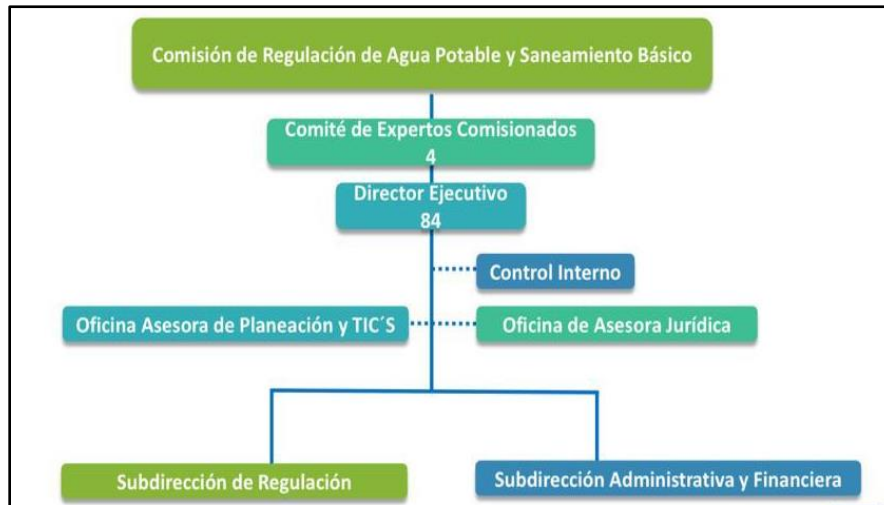 Comisión de Regulación de Agua Potable y Saneamiento Básico
Comité de Expertos Comisionados
4
Director Ejecutivo
84
Control Interno
Oficina Asesora de Planeación y TIC´S
Oficina de Asesora Jurídica
Subdirección de Regulación
Subdirección Administrativa y Financiera